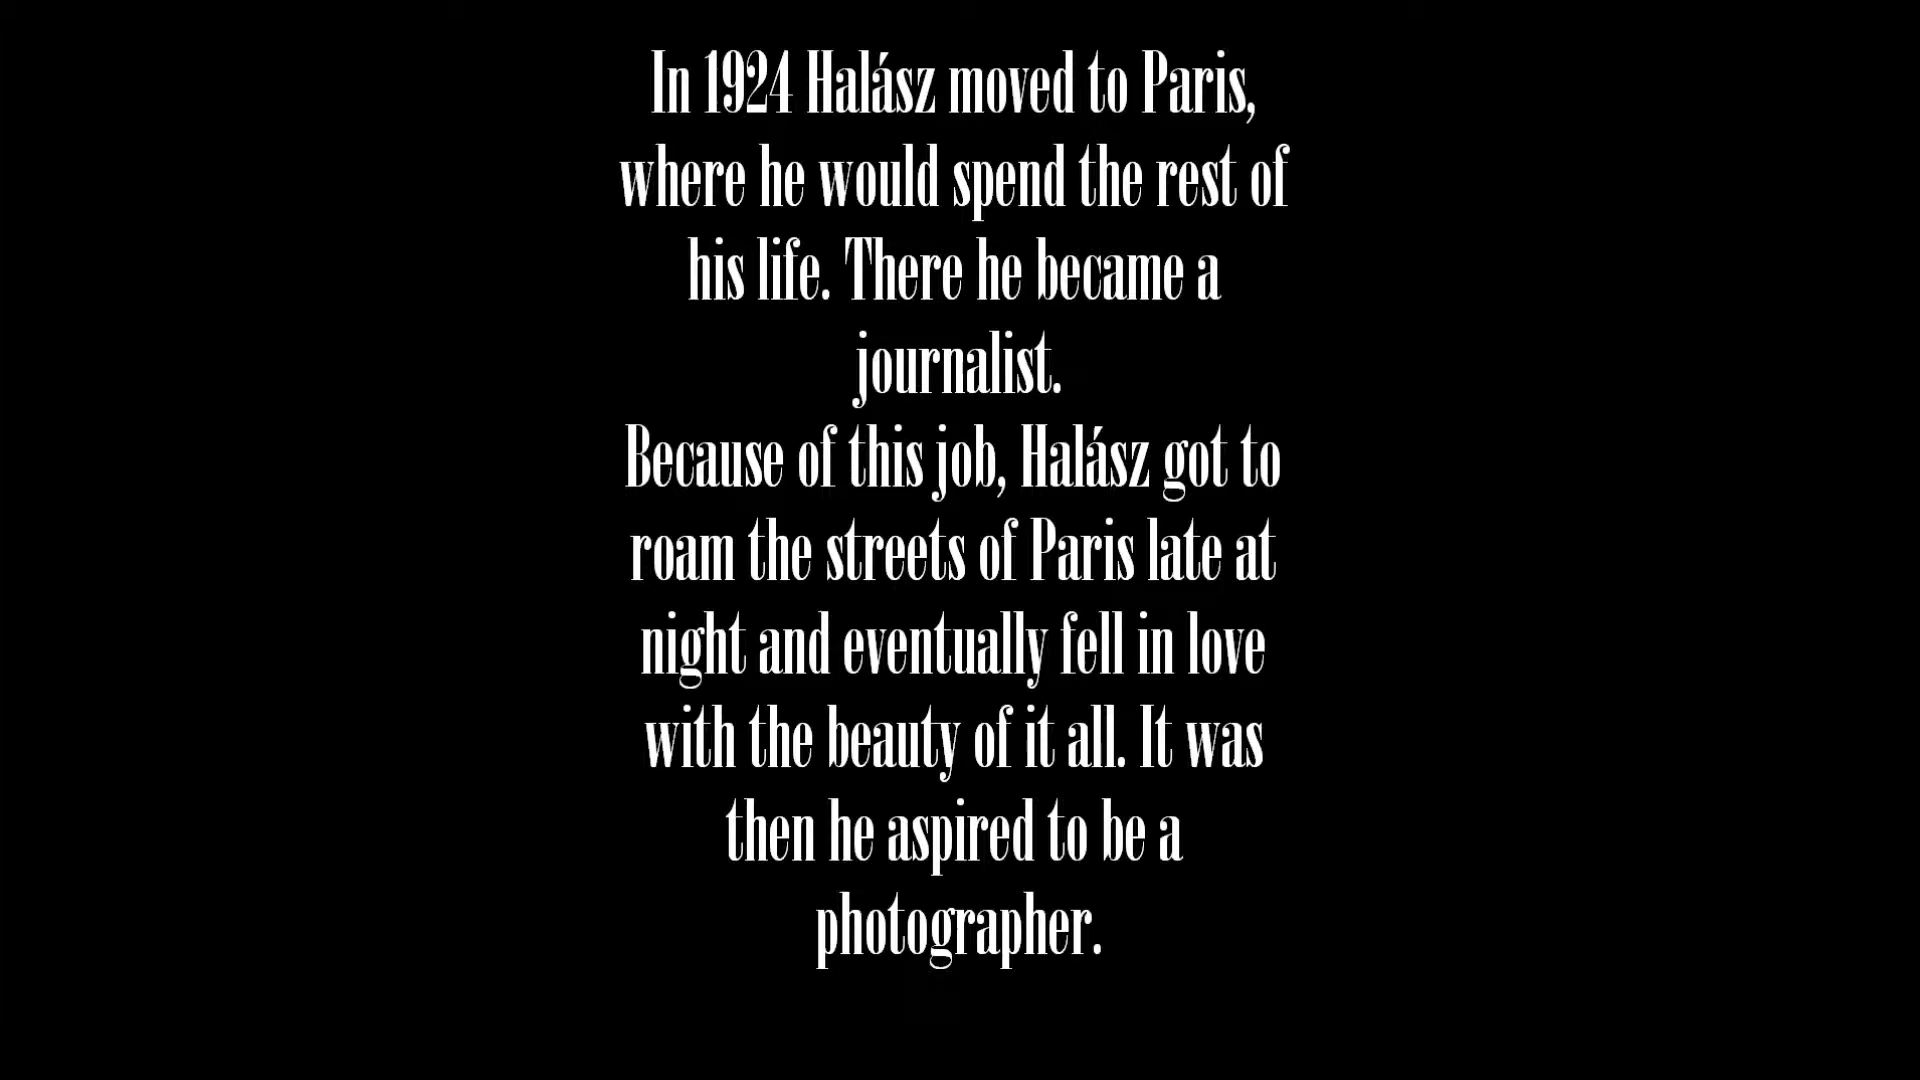 In 1924 Halász moved to Paris,
where he would spend the rest of
his life. There he became a
journalist.
Because of this job, Halász got to
roam the streets of Paris late at
night and eventually fell in love
with the beauty of it all. It was
then he aspired to be a
photographer.